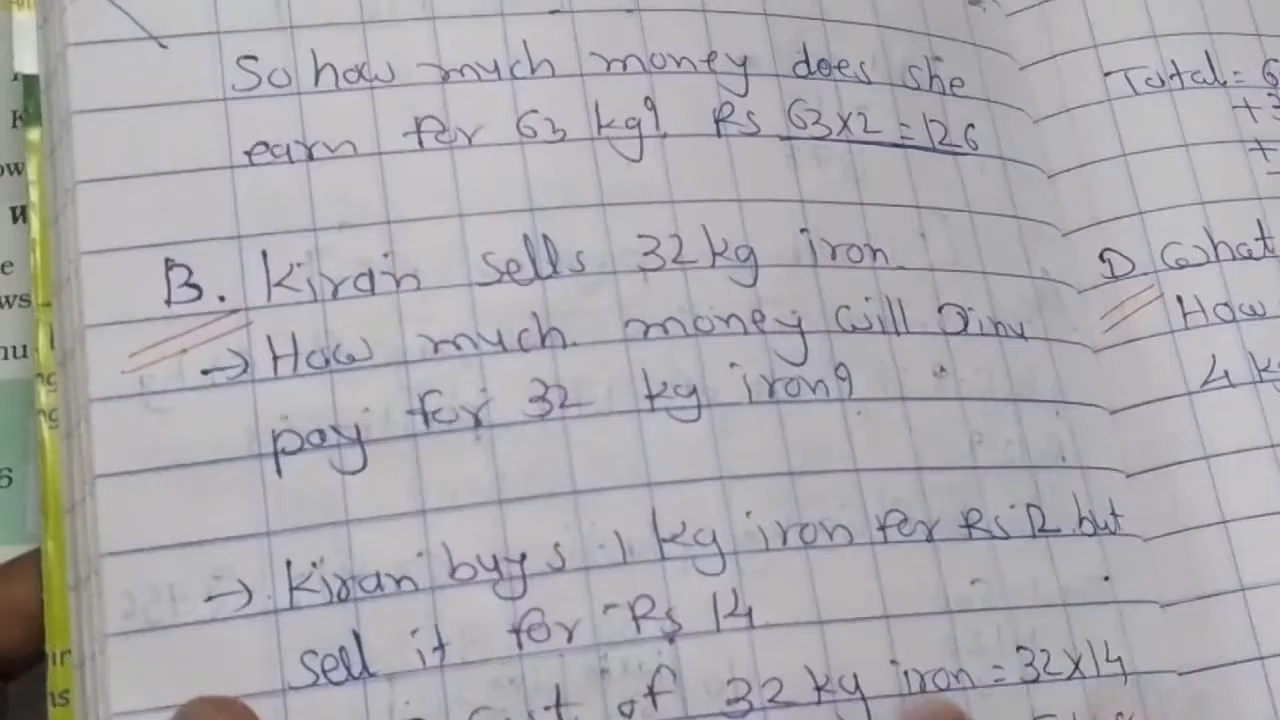 So how much money does she
earn for 63 kg? Rs 63x2 = 126
B. Kiran sells 32 kg iron.
→ How much money will Dinu
pay for 32 kg iron?
→ Kiran buys 1 kg iron for Rs 12 but
sell it for Rs 14
of 32 kg iron = 32x14
Total = 6
+
+
D What
How
4 k